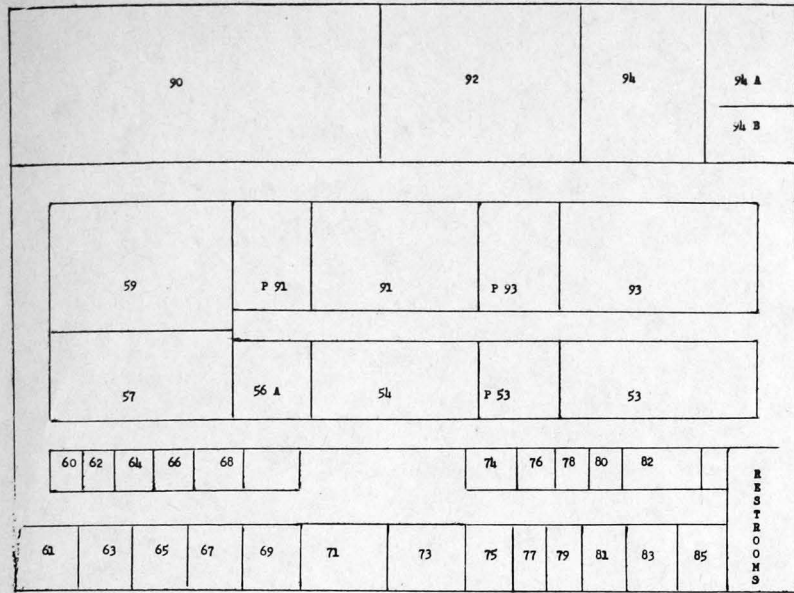 90 92 94 94 A
94 B
59 P 91 91 P 93 93
57 56 A 54 P 53 53
60 62 64 66 68 74 76 78 80 82
RESTROOMS
61 63 65 67 69 71 73 75 77 79 81 83 85